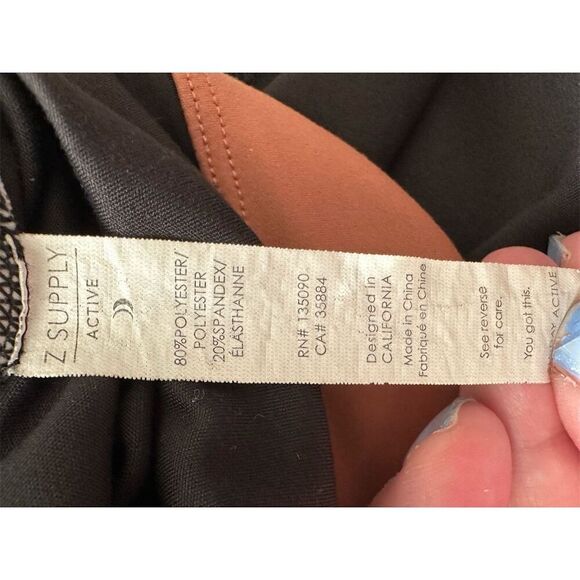 Z SUPPLY
ACTIVE
80%POLYESTER/
POLYESTER
20%SPANDEX/
ÉLASTHANNE
RN# 135090
CA# 35884
Designed in
CALIFORNIA
Made in China
Fabriqué en Chine
See reverse
for care.
You got this.
ACTIVE